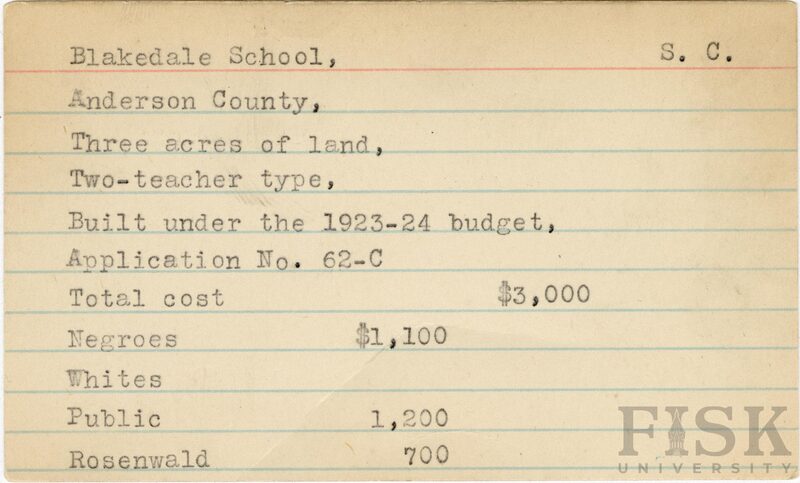 Blakedale School, S. C.
Anderson County,
Three acres of land,
Two-teacher type,
Built under the 1923-24 budget,
Application No. 62-C
Total cost $3,000
Negroes $1,100
Whites
Public 1,200
Rosenwald 700
FISK
UNIVERSITY